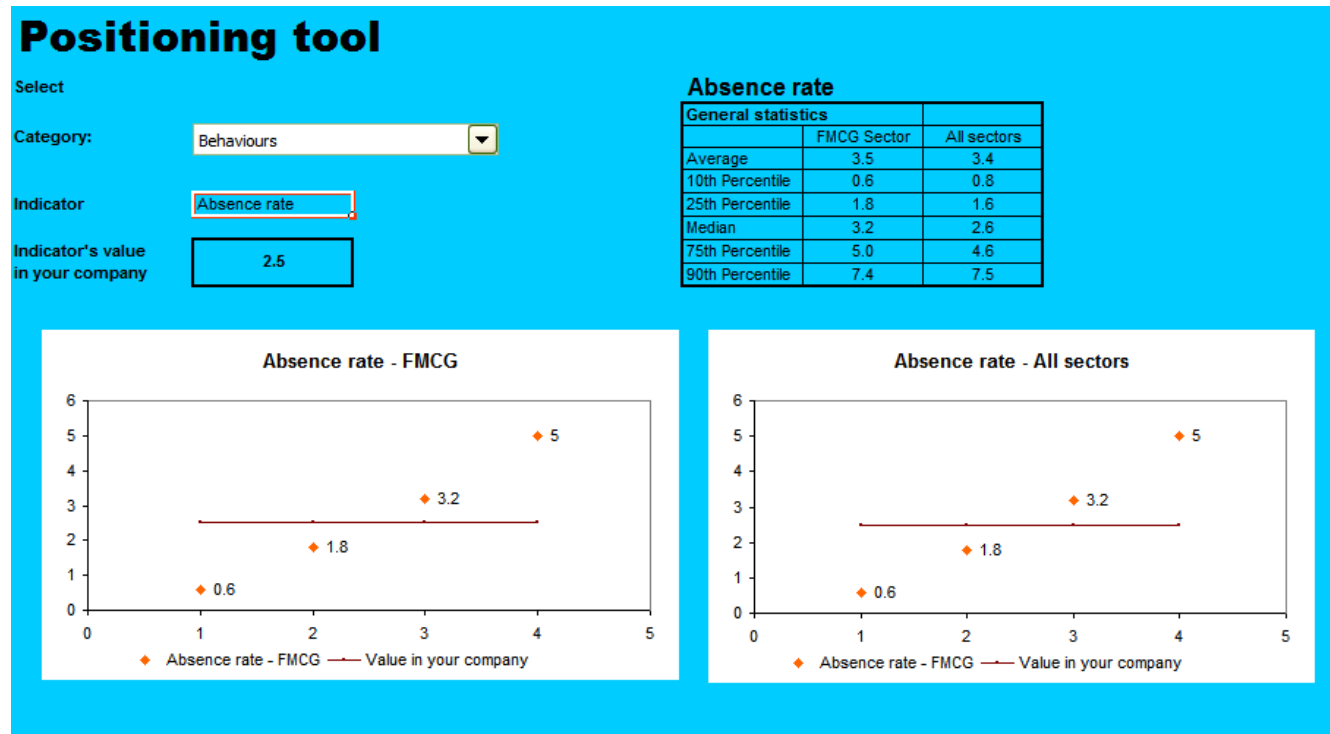 Positioning tool
Select
Category:
Behaviours
Indicator
Absence rate
Indicator's value
in your company
2.5
Absence rate
General statistics
FMCG Sector All sectors
Average 3.5 3.4
10th Percentile 0.6 0.8
25th Percentile 1.8 1.6
Median 3.2 2.6
75th Percentile 5.0 4.6
90th Percentile 7.4 7.5
Absence rate - FMCG
6
5
4
3
2
1
0
0.6
1.8
3.2
5
0 1 2 3 4 5
Absence rate - FMCG Value in your company
Absence rate - All sectors
6
5
4
3
2
1
0
0.6
1.8
3.2
5
0 1 2 3 4 5
Absence rate - FMCG Value in your company